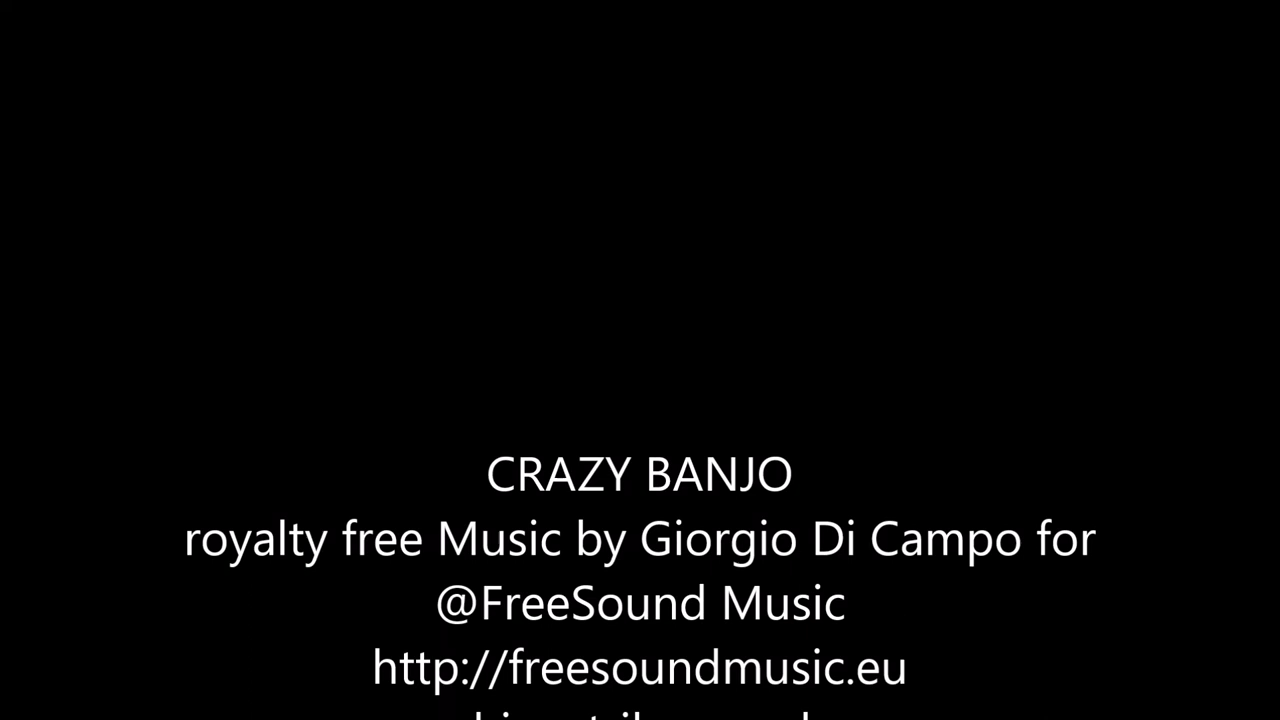 CRAZY BANJO
royalty free Music by Giorgio Di Campo for
@FreeSound Music
http://freesoundmusic.eu